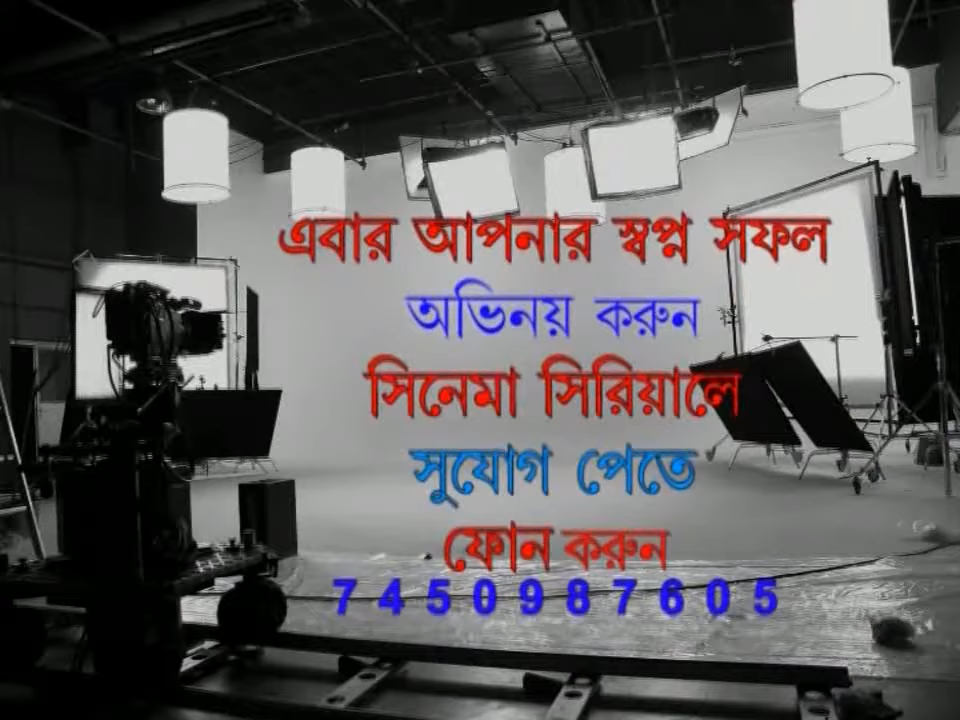 এবার আপনার স্বপ্ন সফল
অভিনয় করুন
সিনেমা সিরিয়ালে
সুযোগ পেতে
ফোন করুন
7450987605